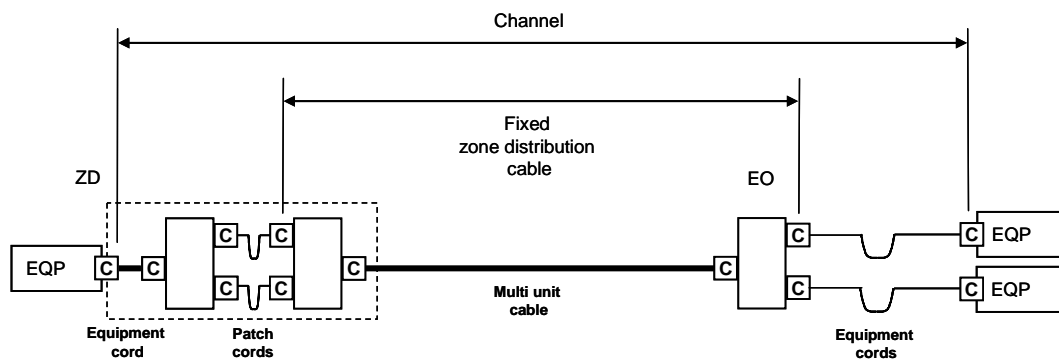 Channel
Fixed
zone distribution
cable
ZD
EO
C
C
C
C
C
C
EQP
EQP
C
C
C
C
EQP
C
C
C
C
Multi unit
cable
Equipment
cord
Patch
cords
Equipment
cords